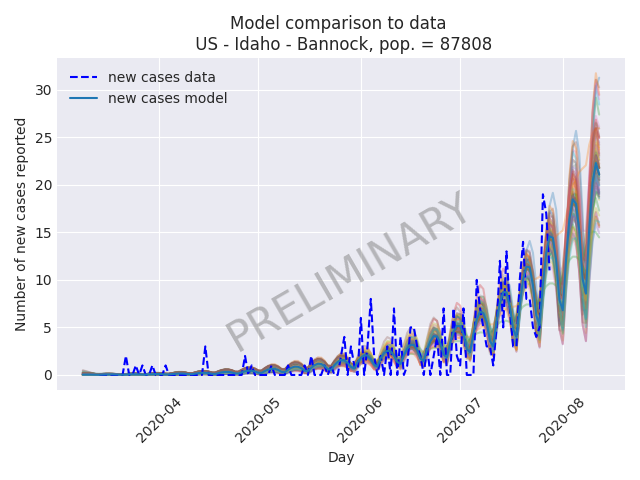 Model comparison to data
US - Idaho - Bannock, pop. = 87808
new cases data
new cases model
Number of new cases reported
30
25
20
15
10
5
0
PRELIMINARY
2020-04
2020-05
2020-06
2020-07
2020-08
Day